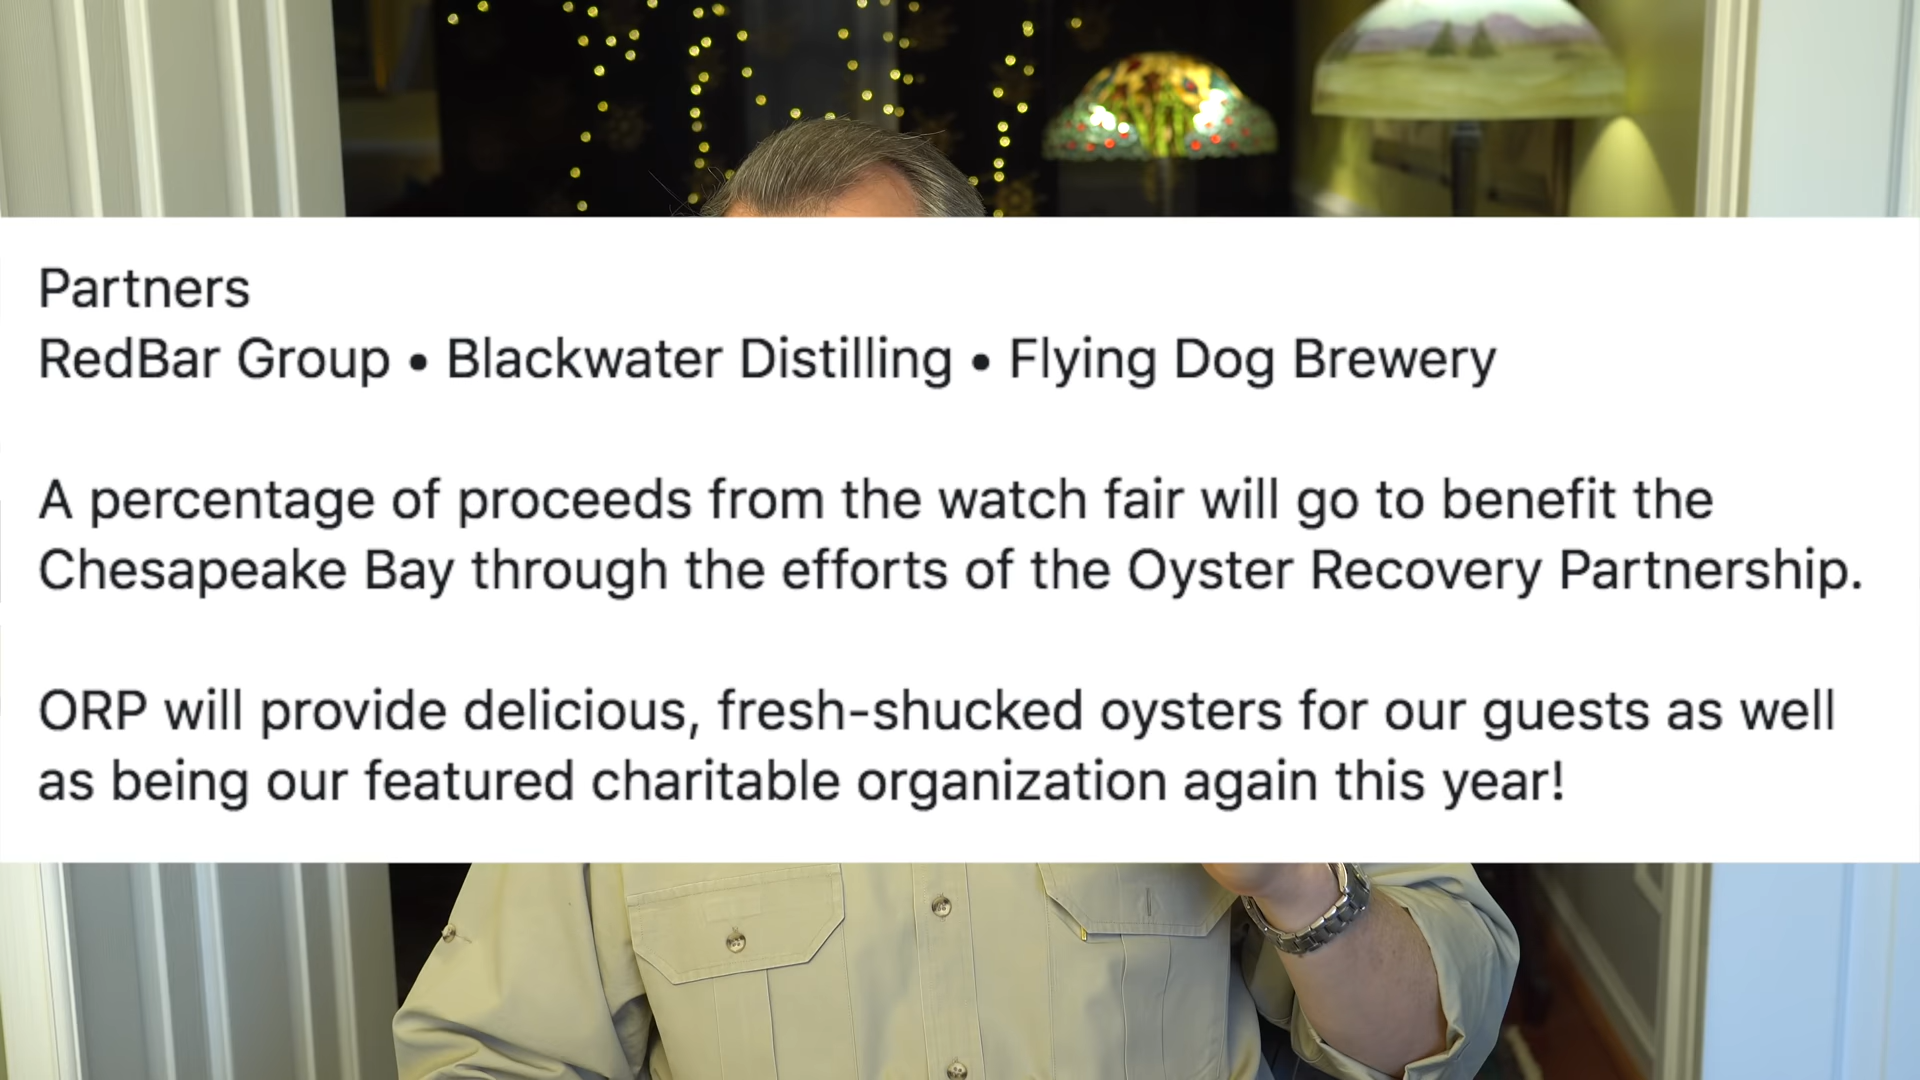 Partners
RedBar Group • Blackwater Distilling • Flying Dog Brewery
A percentage of proceeds from the watch fair will go to benefit the
Chesapeake Bay through the efforts of the Oyster Recovery Partnership.
ORP will provide delicious, fresh-shucked oysters for our guests as well
as being our featured charitable organization again this year!